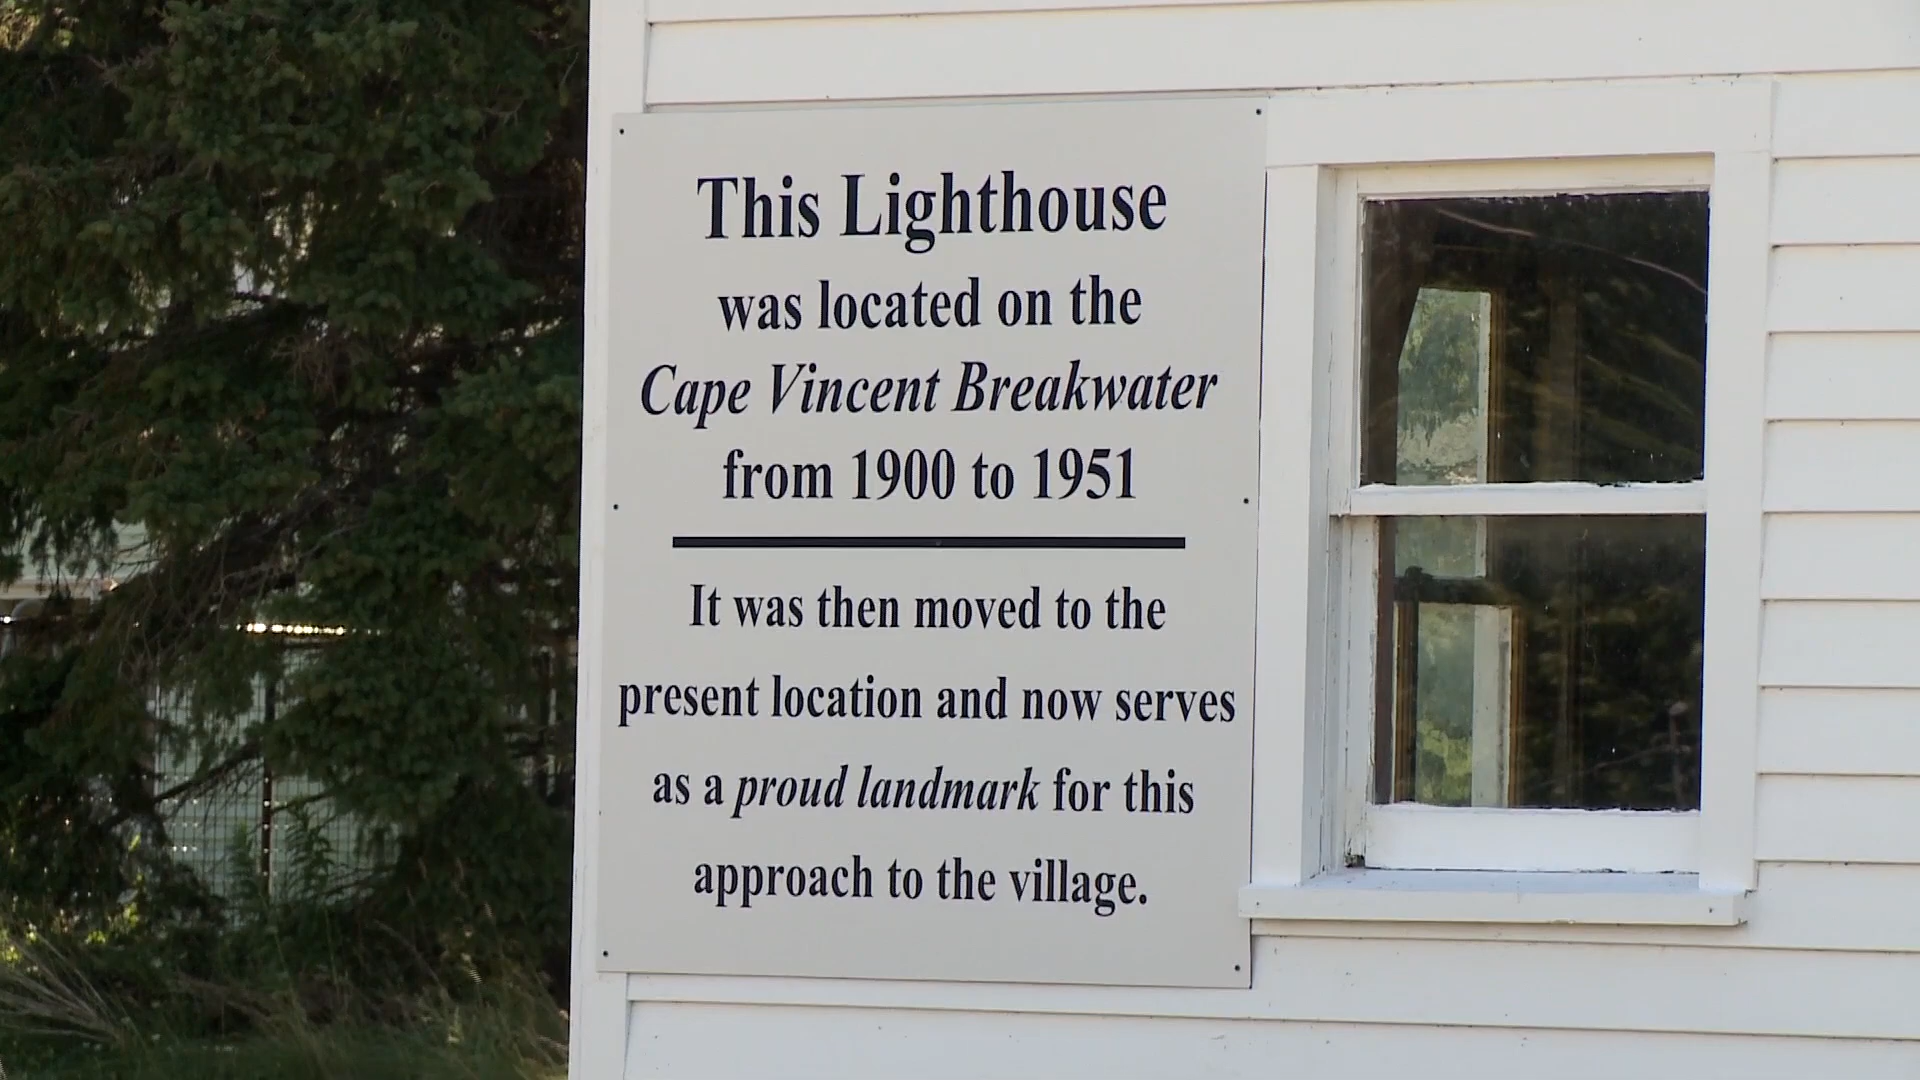 This Lighthouse
was located on the
Cape Vincent Breakwater
from 1900 to 1951
It was then moved to the
present location and now serves
as a proud landmark for this
approach to the village.